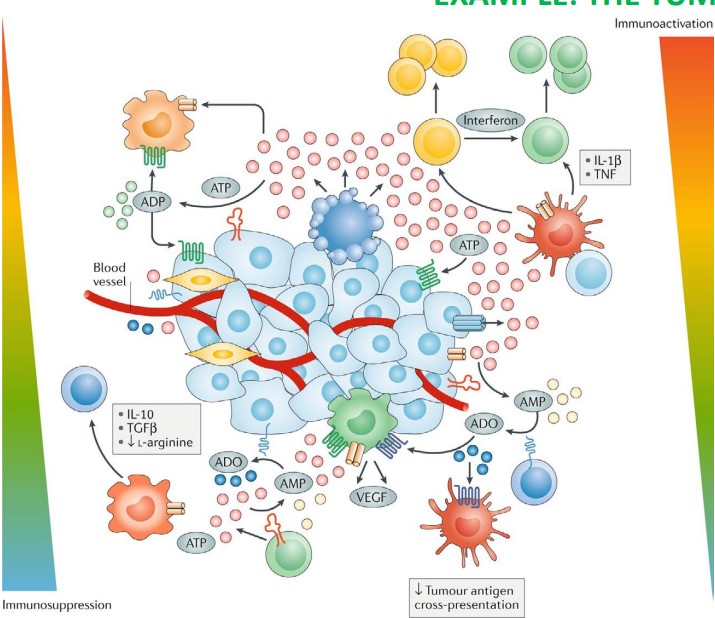 EXAMPLE: THE TUM
Immunoactivation
Interferon
• IL-1β
• TNF
ATP
ADP
ATP
Blood
vessel
• IL-10
• TGFβ
• ↓ L-arginine
AMP
ADO
ADO
AMP
VEGF
ATP
↓ Tumour antigen
cross-presentation
Immunosuppression